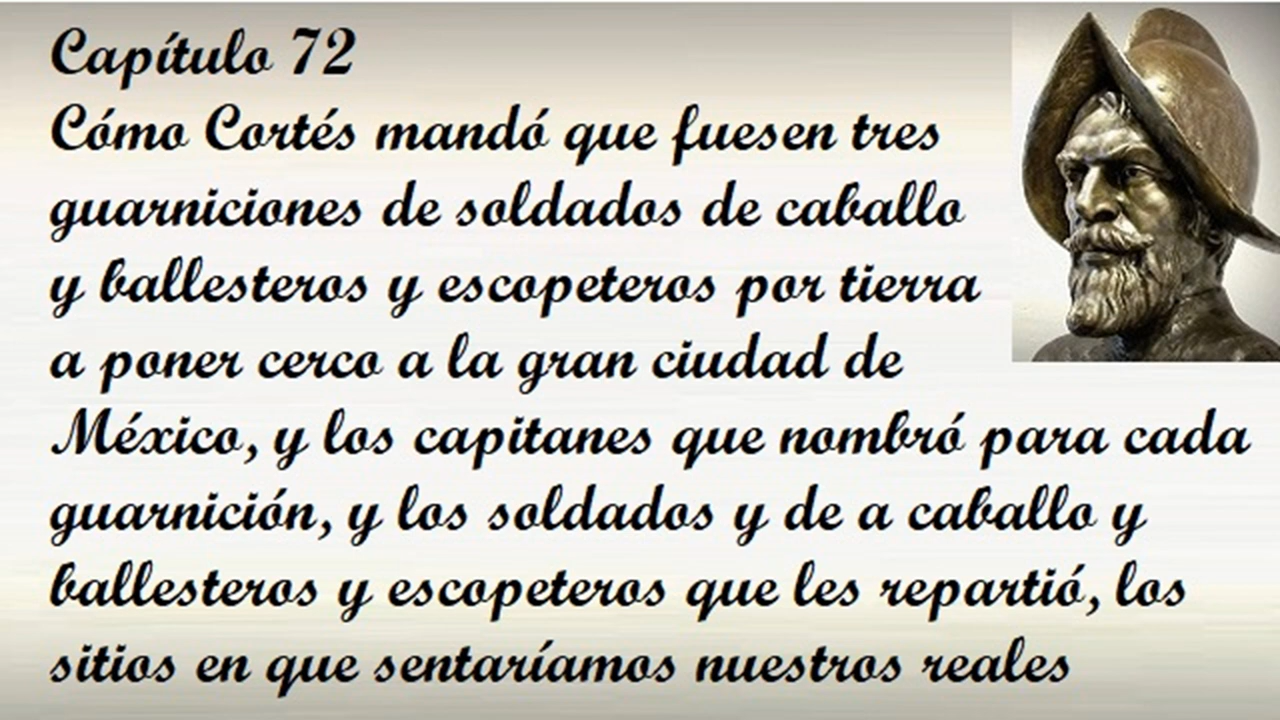 Capítulo 72
Cómo Cortés mandó que fuesen tres
guarniciones de soldados de caballo
y ballesteros y escopeteros por tierra
a poner cerco a la gran ciudad de
México, y los capitanes que nombró para cada
guarnición, y los soldados y de a caballo y
ballesteros y escopeteros que les repartió, los
sitios en que sentaríamos nuestros reales